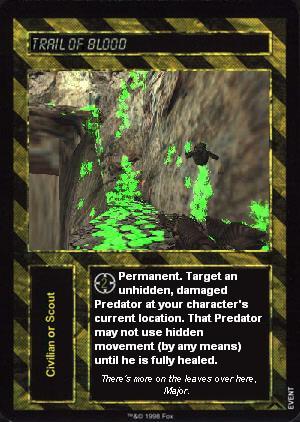 TRAIL OF BLOOD
Civilian or Scout
2
Permanent. Target an
unhidden, damaged
Predator at your character's
current location. That Predator
may not use hidden
movement (by any means)
until he is fully healed.
There's more on the leaves over here,
Major.
™&© 1998 Fox
EVENT